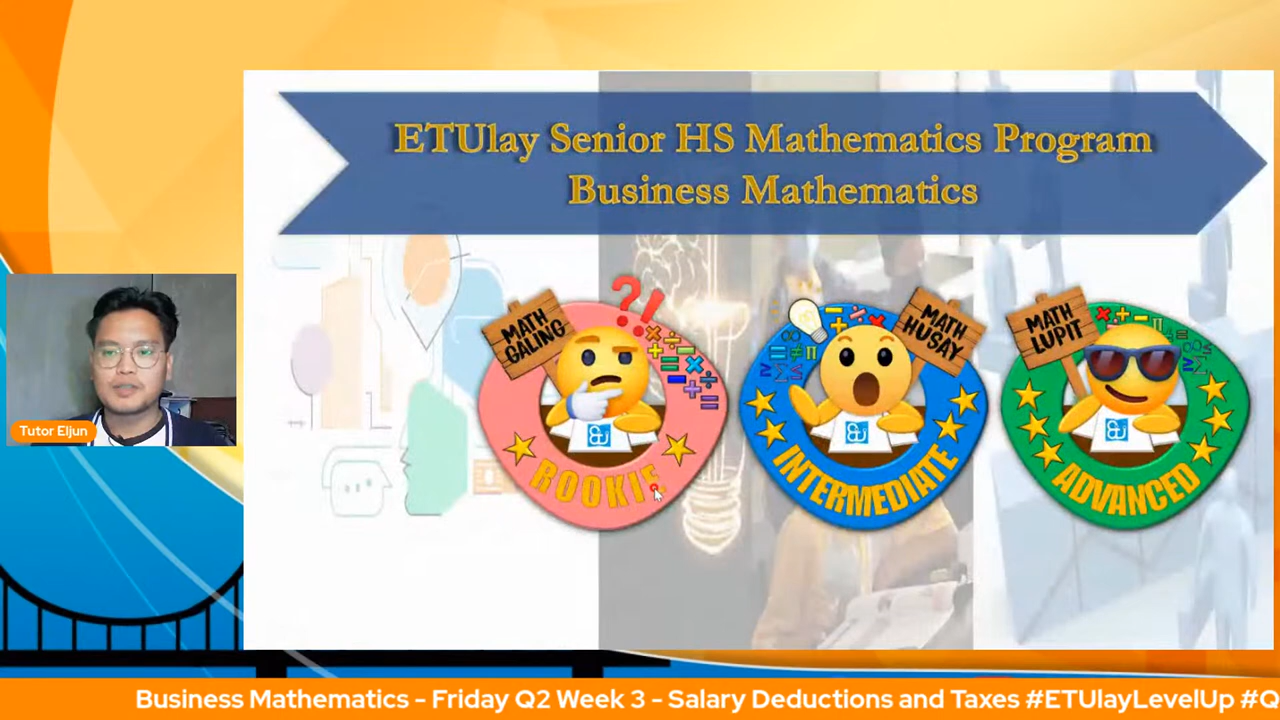 ETUlay Senior HS Mathematics Program
Business Mathematics
MATH
GALING
?!
ROOKIE
MATH
HUSAY
INTERMEDIATE
MATH
LUPIT
ADVANCED
Tutor Eljun
Business Mathematics - Friday Q2 Week 3 - Salary Deductions and Taxes #ETUlayLevelUp #Q